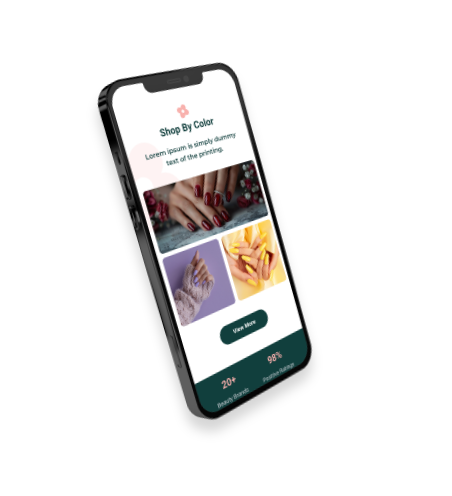 Shop By Color
Lorem Ipsum is simply dummy
text of the printing.
View More
20+
98%
Beauty Brands
Positive Ratings